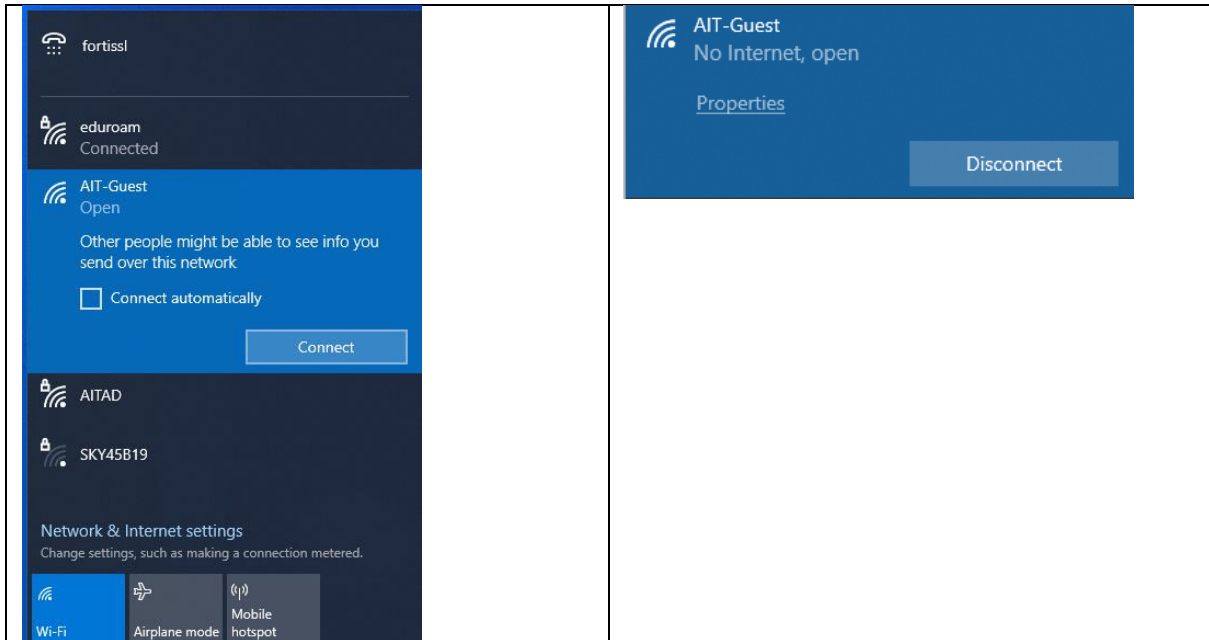 fortissl
eduroam
Connected
AIT-Guest
Open
Other people might be able to see info you
send over this network
Connect automatically
Connect
AITAD
SKY45B19
Network & Internet settings
Change settings, such as making a connection metered.
Wi-Fi
Airplane mode
Mobile
hotspot
AIT-Guest
No Internet, open
Properties
Disconnect